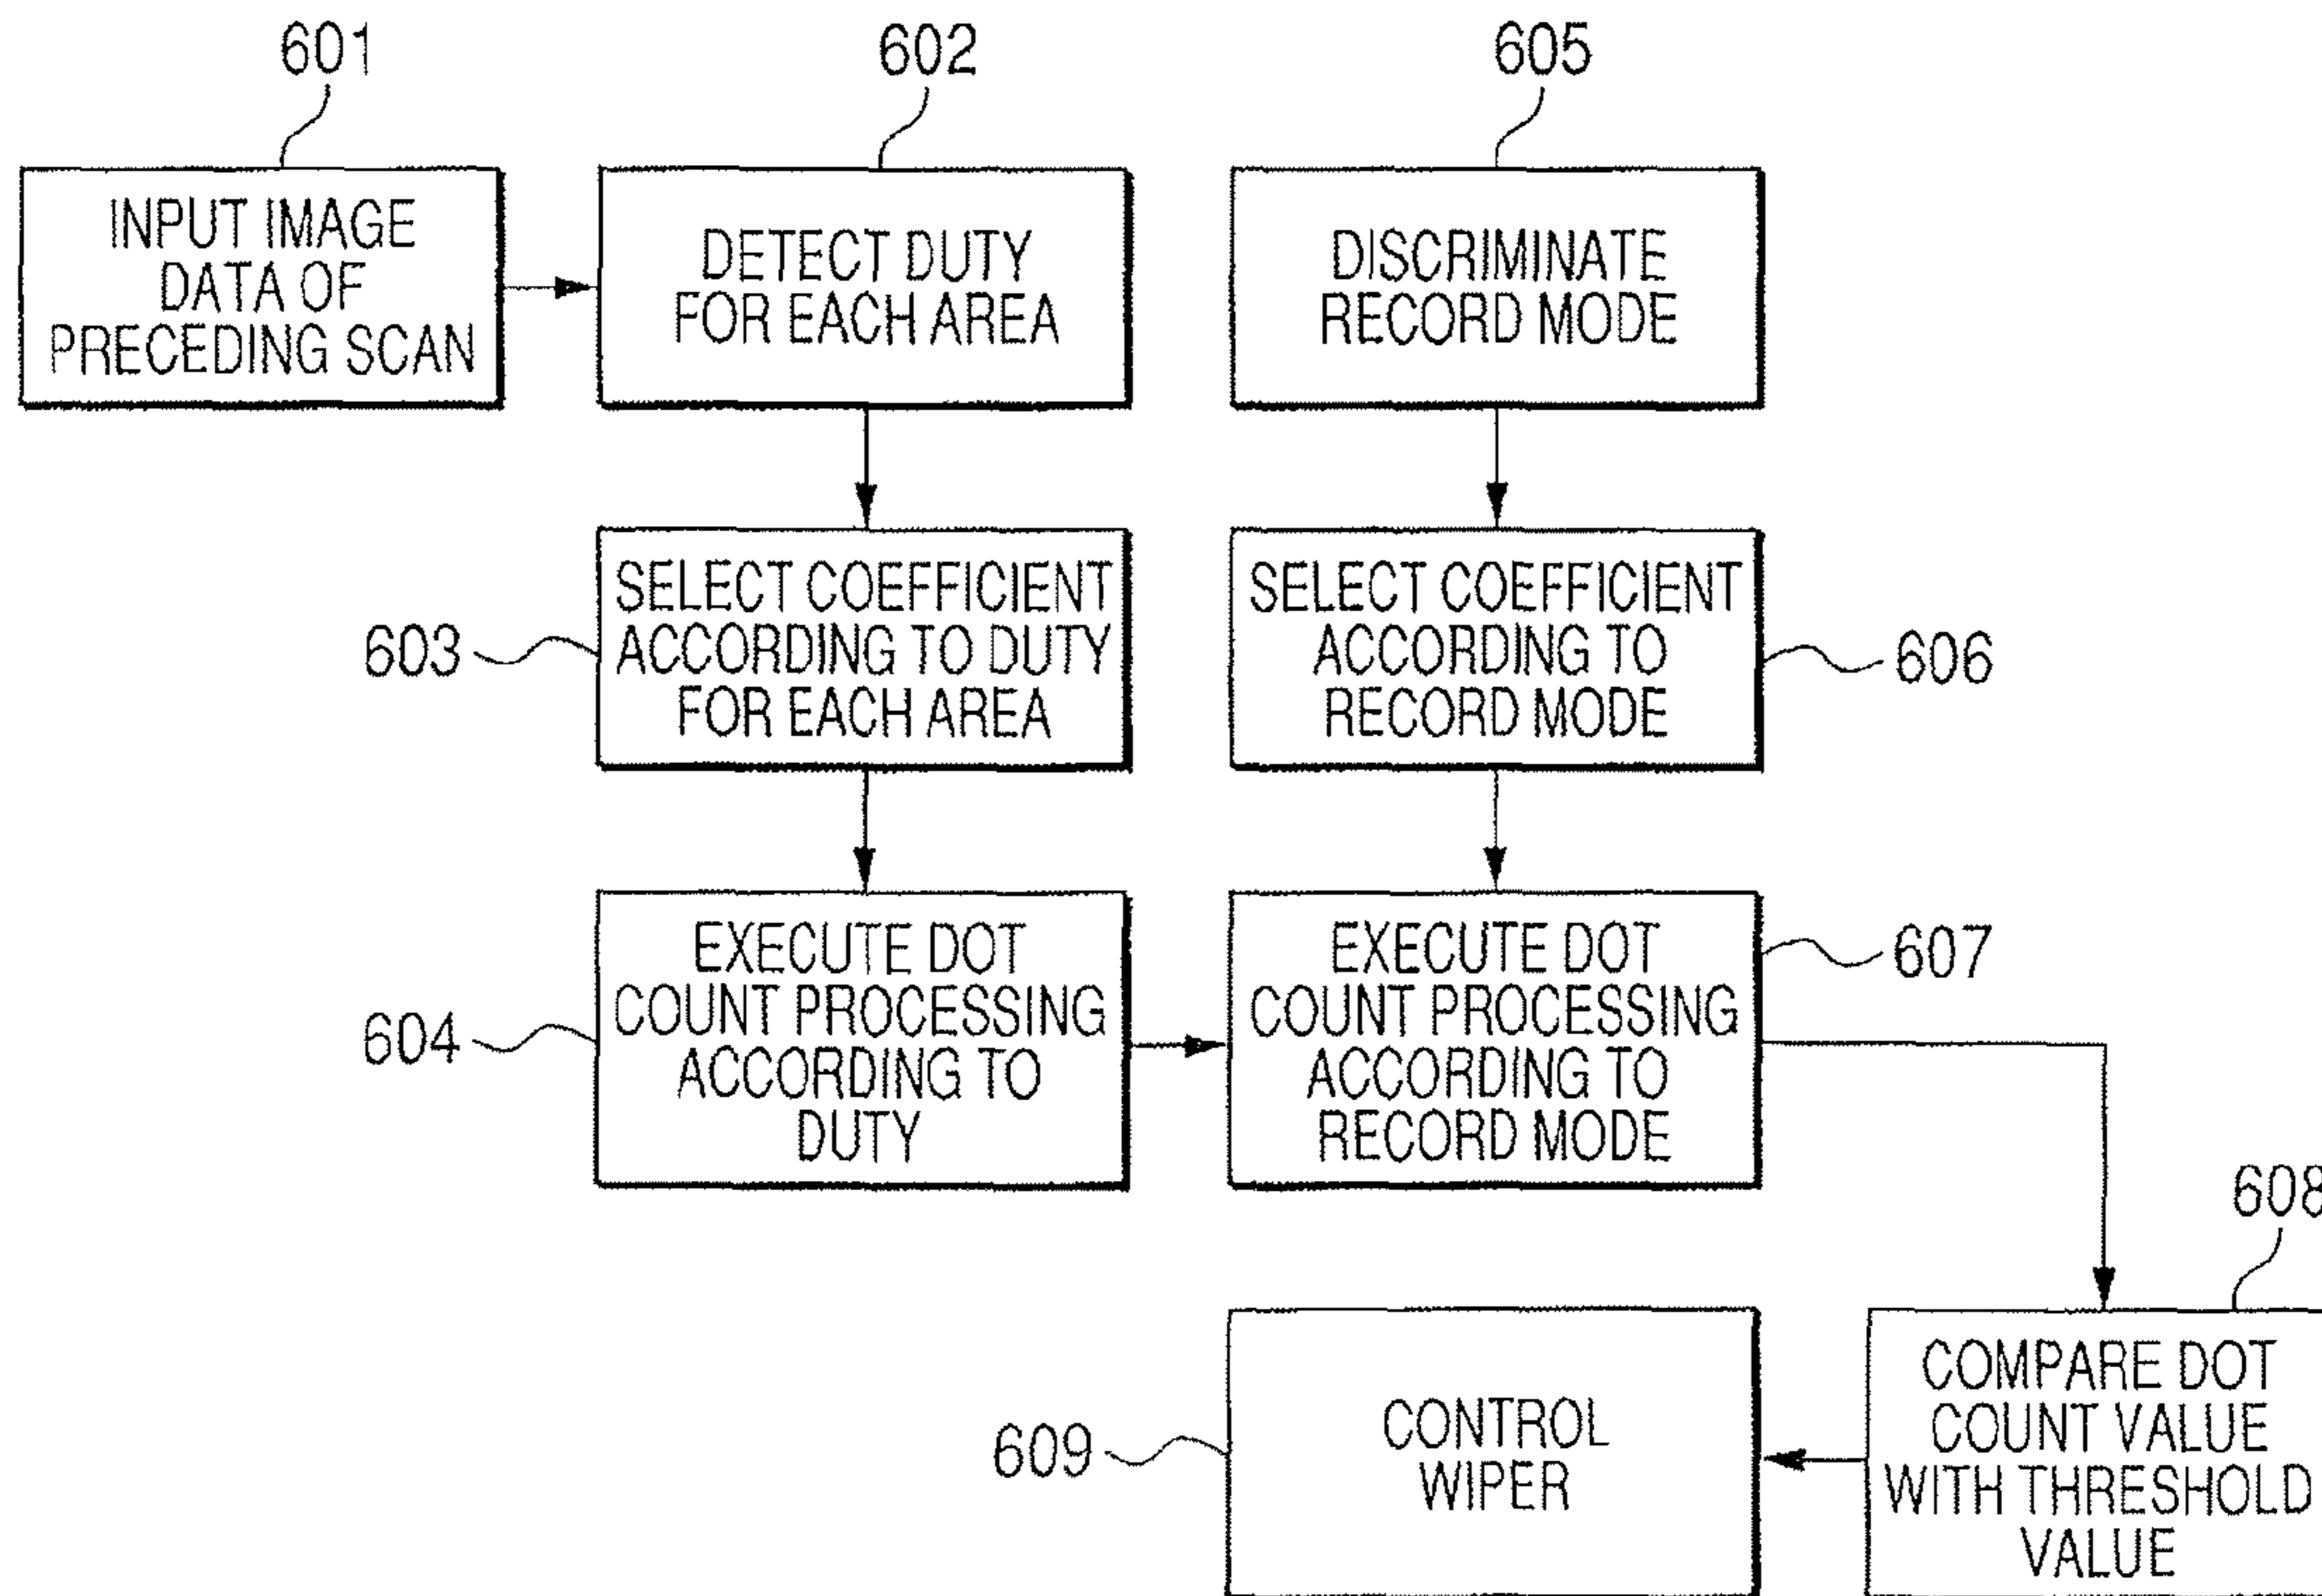 601
602
605
INPUT IMAGE
DATA OF
PRECEDING SCAN
DETECT DUTY
FOR EACH AREA
DISCRIMINATE
RECORD MODE
603
SELECT COEFFICIENT
ACCORDING TO DUTY
FOR EACH AREA
SELECT COEFFICIENT
ACCORDING TO
RECORD MODE
606
604
EXECUTE DOT
COUNT PROCESSING
ACCORDING TO
DUTY
EXECUTE DOT
COUNT PROCESSING
ACCORDING TO
RECORD MODE
607
608
609
CONTROL
WIPER
COMPARE DOT
COUNT VALUE
WITH THRESHOLD
VALUE